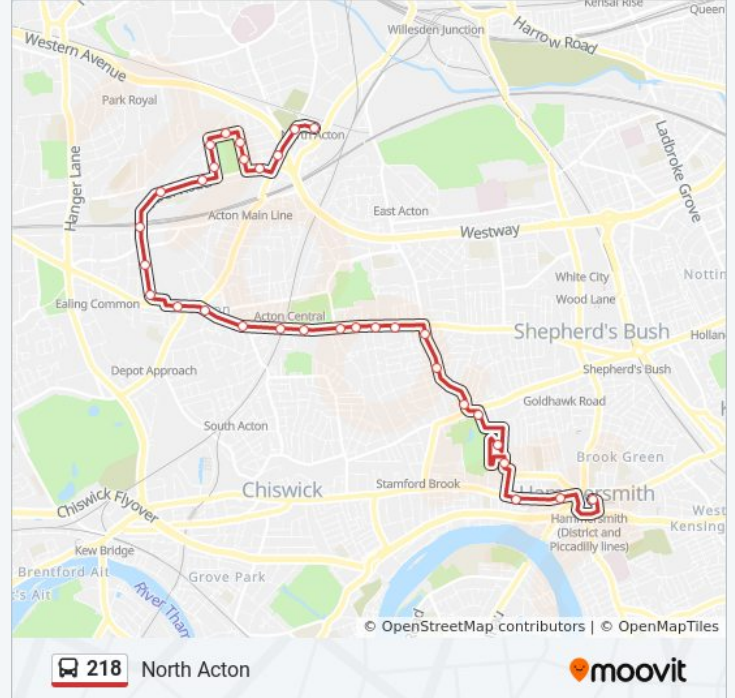 Kensal Rise
Queen
Willesden Junction
Harrow Road
Western Avenue
Park Royal
North Acton
Hanger Lane
Ladbroke Grove
Acton Main Line
East Acton
Westway
White City
Nottin
Wood Lane
Ealing Common
Acton Central
Shepherd's Bush
Holland
Depot Approach
Shepherd's Bush
Goldhawk Road
South Acton
Brook Green
Chiswick
Stamford Brook
Hammersmith
Chiswick Flyover
Hammersmith
(District and
Piccadilly lines)
West
Kensing
Kew Bridge
Brentford Ait
Grove Park
's Ait
River Tham
© OpenStreetMap contributors | © OpenMapTiles
218 North Acton
moovit